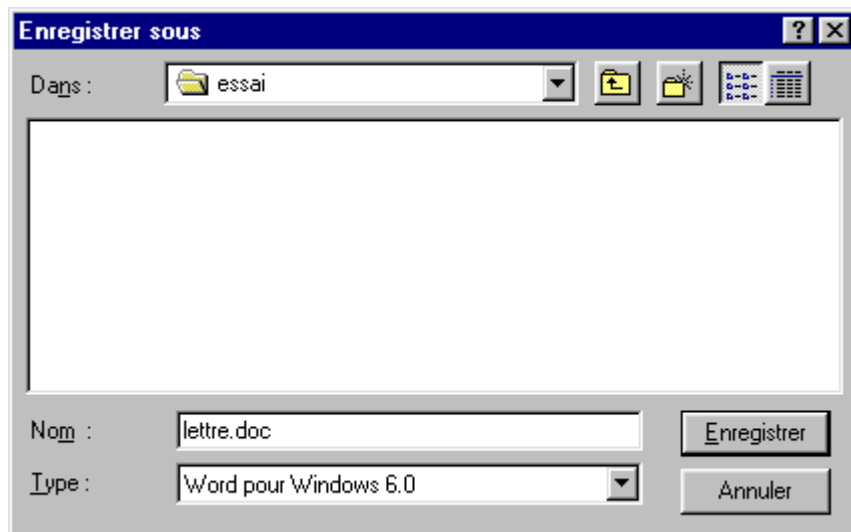 Enregistrer sous
Dans : essai
Nom : lettre.doc Enregistrer
Type : Word pour Windows 6.0 Annuler